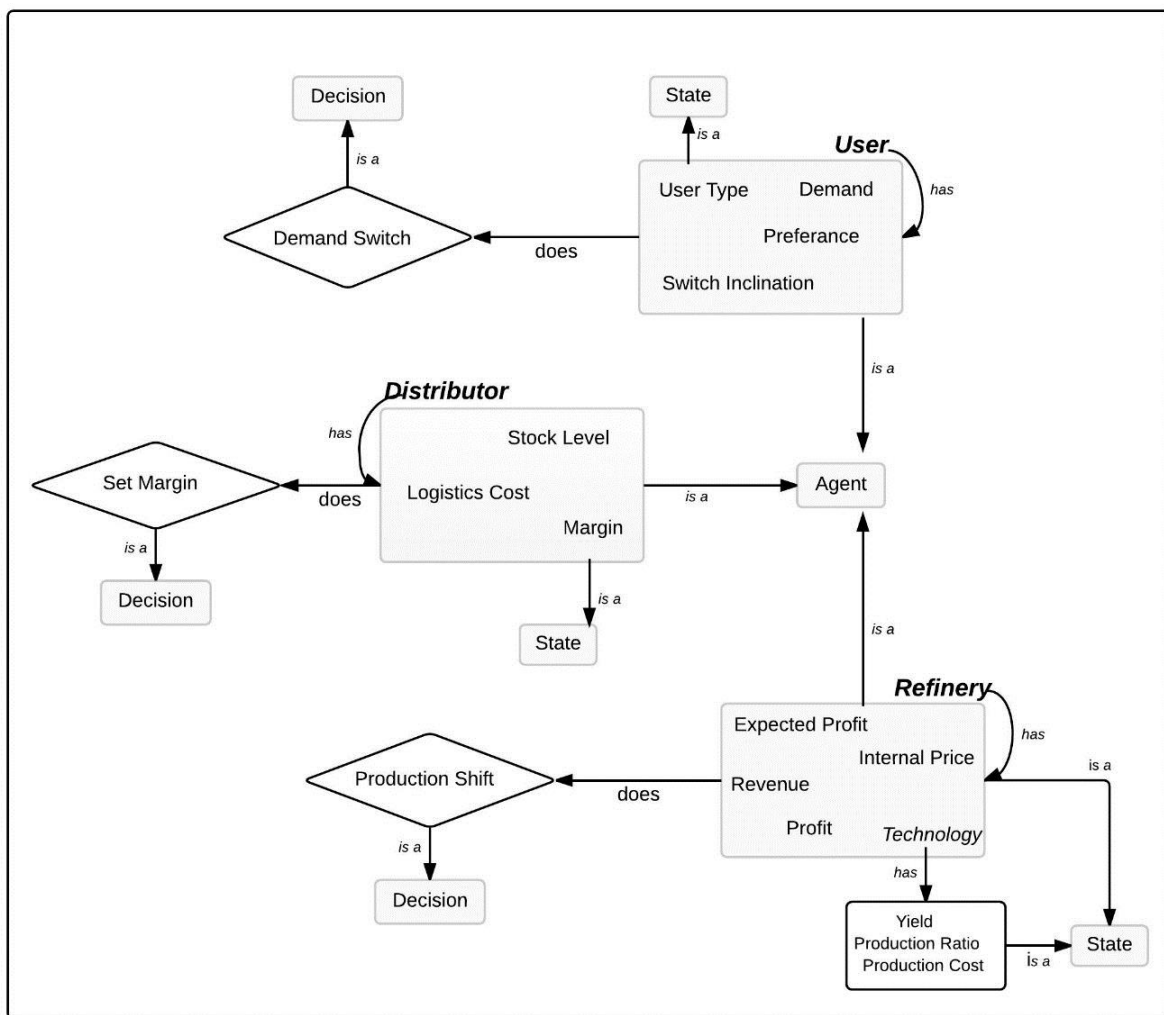 Decision
State
is a
is a
User
User Type
Demand
has
Demand Switch
does
Preferance
Switch Inclination
is a
Distributor
has
Stock Level
Set Margin
does
Logistics Cost
is a
Agent
Margin
is a
Decision
is a
State
is a
Refinery
Expected Profit
has
Internal Price
is a
Production Shift
does
Revenue
Profit
Technology
is a
has
Decision
Yield
Production Ratio
Production Cost
is a
State